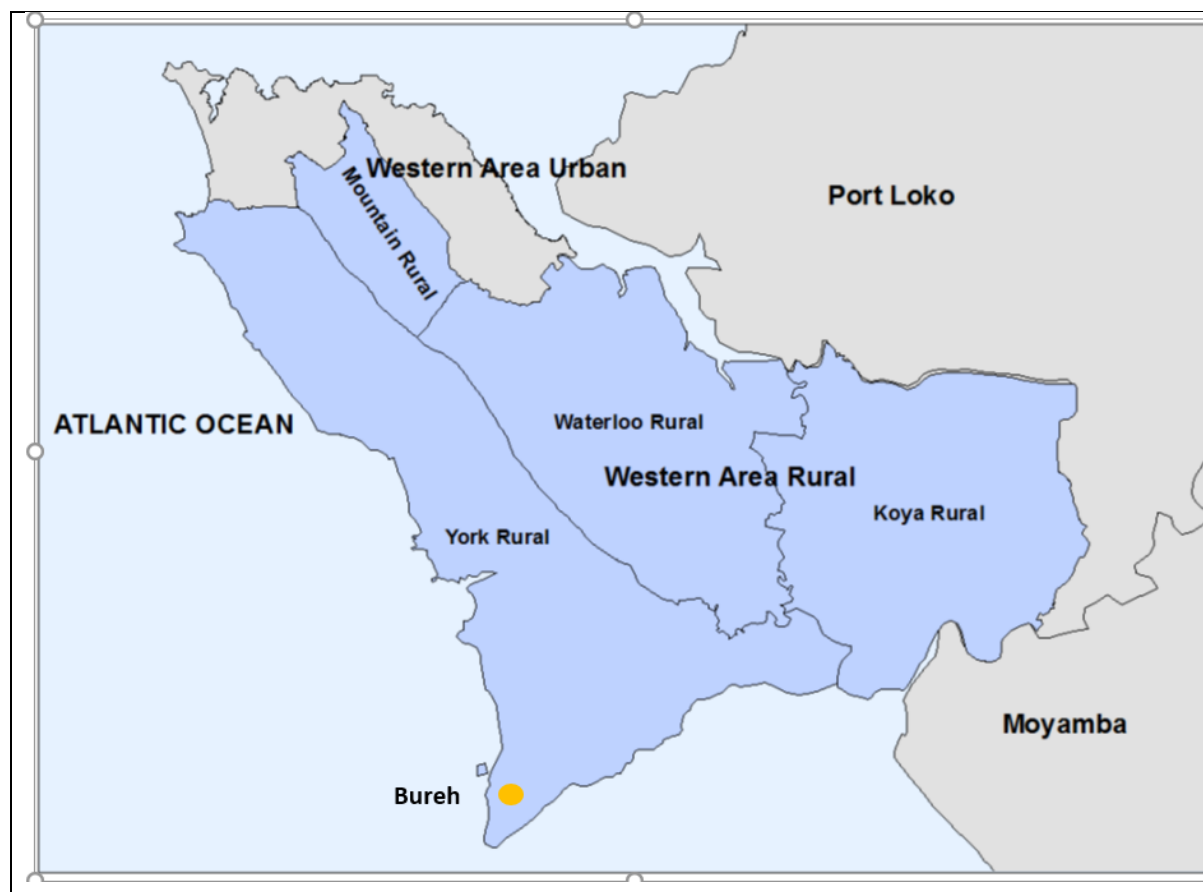 Western Area Urban
Mountain Rural
Port Loko
ATLANTIC OCEAN
Waterloo Rural
Western Area Rural
Koya Rural
York Rural
Moyamba
Bureh